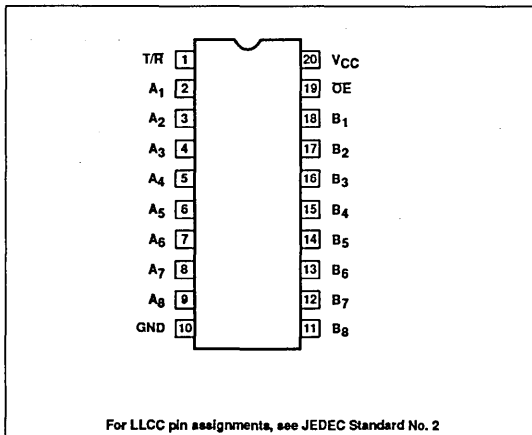 T/R̅ 1 20 VCC
A1 2 19 O̅E̅
A2 3 18 B1
A3 4 17 B2
A4 5 16 B3
A5 6 15 B4
A6 7 14 B5
A7 8 13 B6
A8 9 12 B7
GND 10 11 B8
For LLCC pin assignments, see JEDEC Standard No. 2